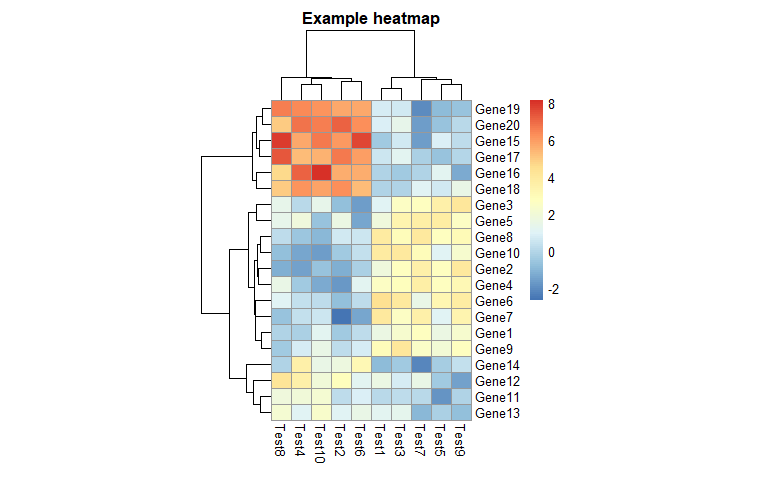 Example heatmap
8
6
4
2
0
-2
Gene19
Gene20
Gene15
Gene17
Gene16
Gene18
Gene3
Gene5
Gene8
Gene10
Gene2
Gene4
Gene6
Gene7
Gene1
Gene9
Gene14
Gene12
Gene11
Gene13
Test8
Test4
Test10
Test2
Test6
Test1
Test3
Test7
Test5
Test9